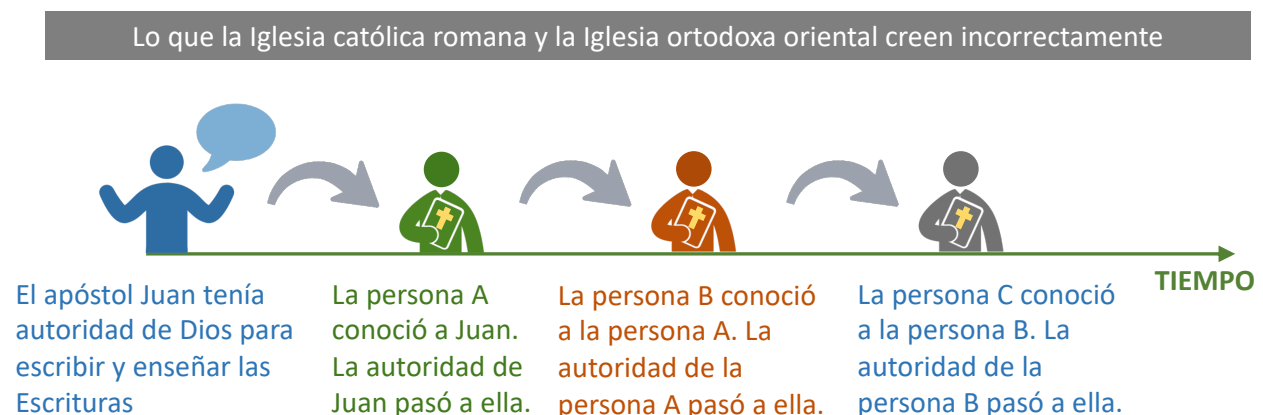 Lo que la Iglesia católica romana y la Iglesia ortodoxa oriental creen incorrectamente
TIEMPO
El apóstol Juan tenía
autoridad de Dios para
escribir y enseñar las
Escrituras
La persona A
conoció a Juan.
La autoridad de
Juan pasó a ella.
La persona B conoció
a la persona A. La
autoridad de la
persona A pasó a ella.
La persona C conoció
a la persona B. La
autoridad de la
persona B pasó a ella.